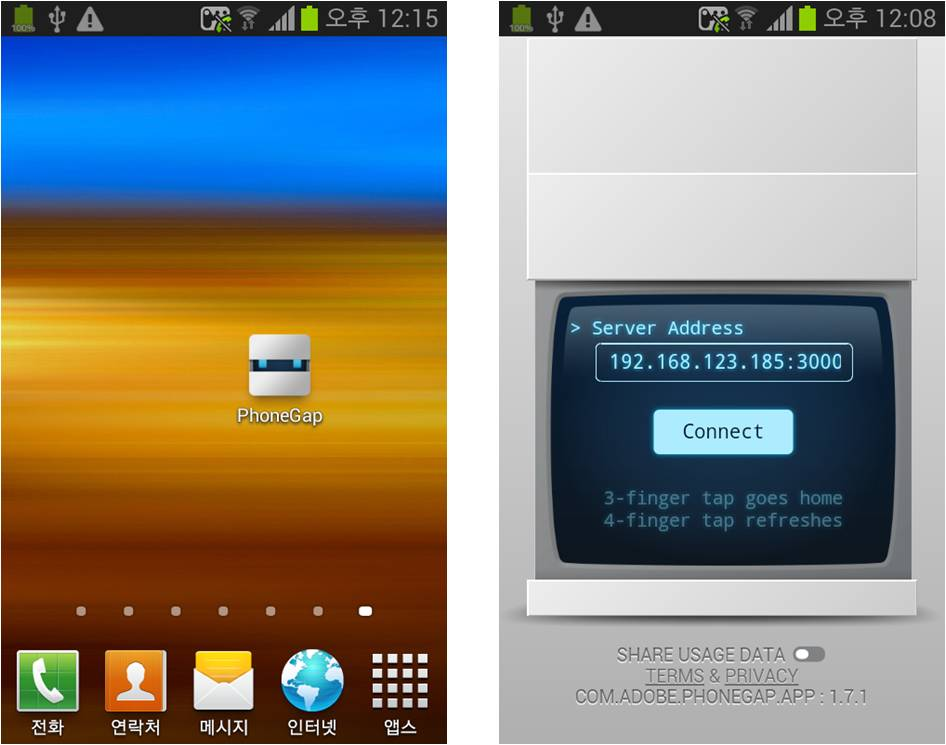 100%
오후 12:15
PhoneGap
전화
연락처
메시지
인터넷
앱스
100%
오후 12:08
> Server Address
192.168.123.185:3000
Connect
3-finger tap goes home
4-finger tap refreshes
SHARE USAGE DATA
TERMS & PRIVACY
COM.ADOBE.PHONEGAP.APP : 1.7.1